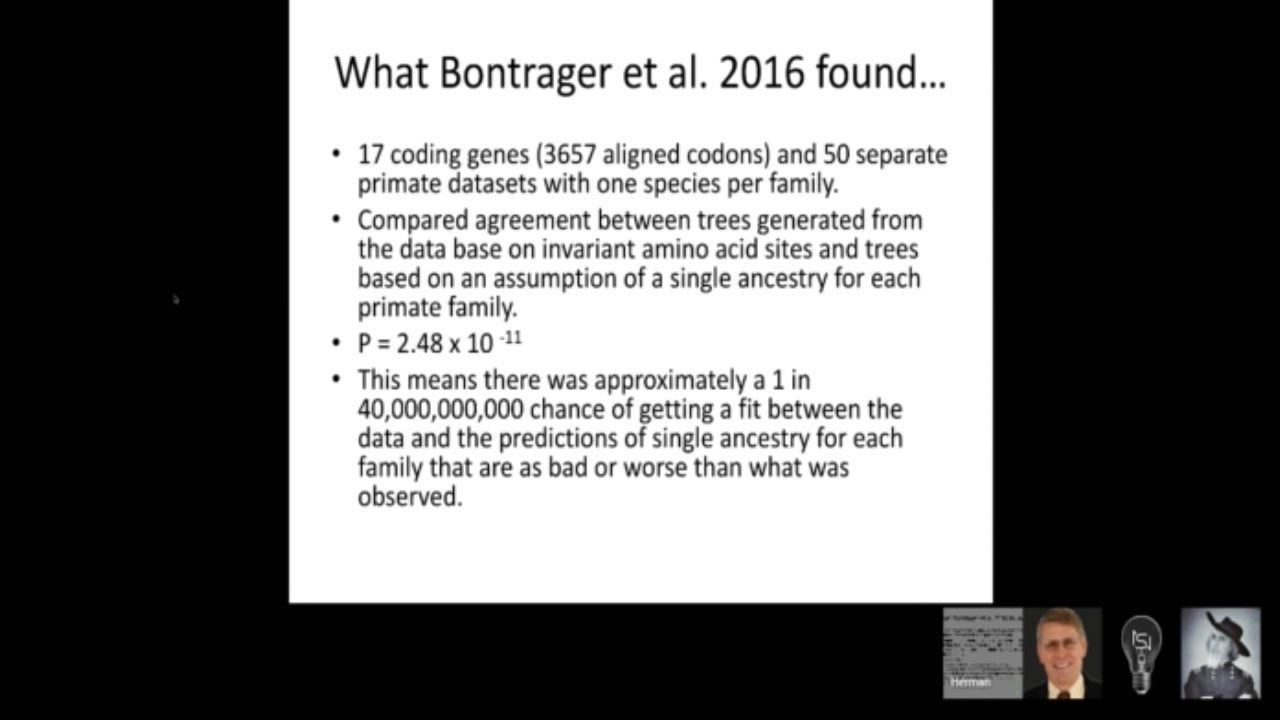 What Bontrager et al. 2016 found...
• 17 coding genes (3657 aligned codons) and 50 separate
primate datasets with one species per family.
• Compared agreement between trees generated from
the data base on invariant amino acid sites and trees
based on an assumption of a single ancestry for each
primate family.
• P = 2.48 x 10 -11
• This means there was approximately a 1 in
40,000,000,000 chance of getting a fit between the
data and the predictions of single ancestry for each
family that are as bad or worse than what was
observed.
Herman